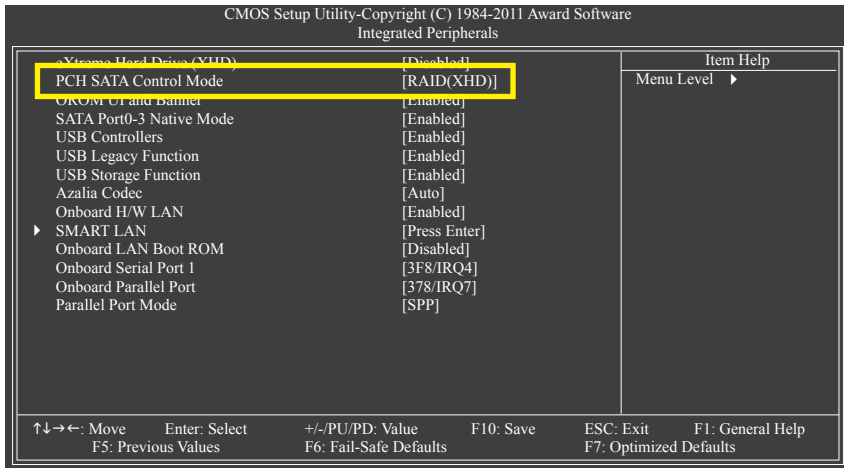 CMOS Setup Utility-Copyright (C) 1984-2011 Award Software
Integrated Peripherals
eXtreme Hard Drive (XHD) [Disabled]
PCH SATA Control Mode [RAID(XHD)]
OROM UI and Banner [Enabled]
SATA Port0-3 Native Mode [Enabled]
USB Controllers [Enabled]
USB Legacy Function [Enabled]
USB Storage Function [Enabled]
Azalia Codec [Auto]
Onboard H/W LAN [Enabled]
SMART LAN [Press Enter]
Onboard LAN Boot ROM [Disabled]
Onboard Serial Port 1 [3F8/IRQ4]
Onboard Parallel Port [378/IRQ7]
Parallel Port Mode [SPP]
Item Help
Menu Level
↑↓→←: Move Enter: Select +/-/PU/PD: Value F10: Save ESC: Exit F1: General Help
F5: Previous Values F6: Fail-Safe Defaults F7: Optimized Defaults